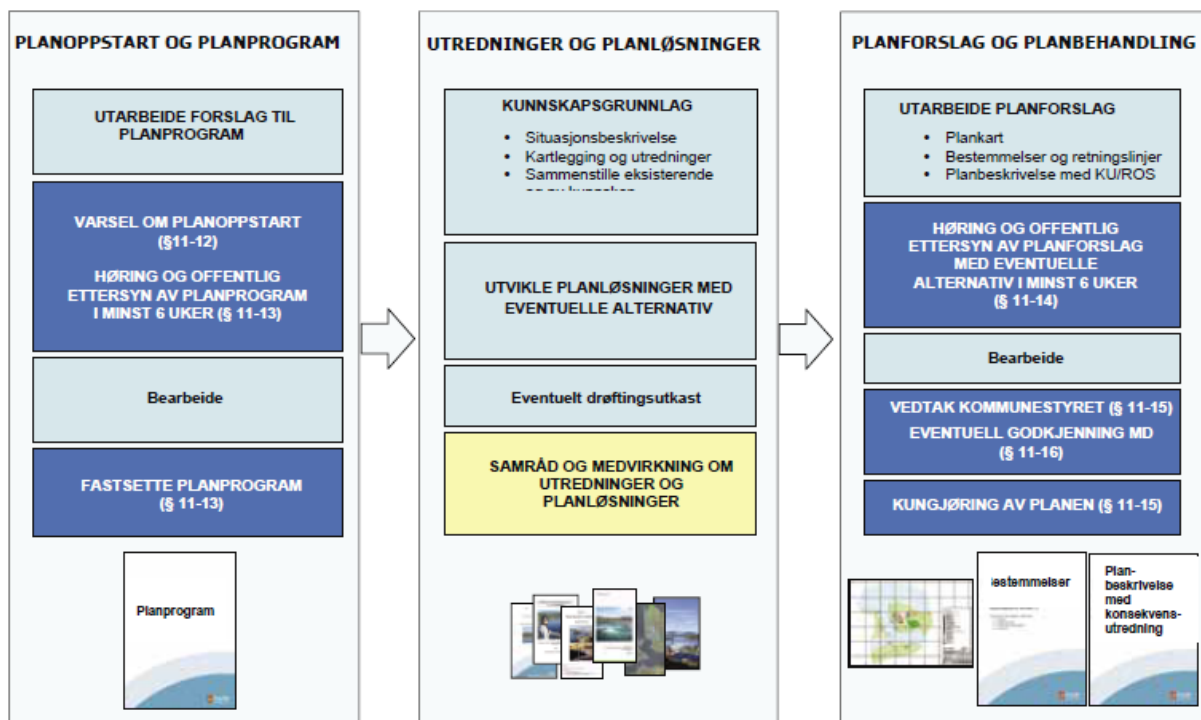 PLANOPPSTART OG PLANPROGRAM
UTARBEIDE FORSLAG TIL
PLANPROGRAM
VARSEL OM PLANOPPSTART
(§11-12)
HØRING OG OFFENTLIG
ETTERSYN AV PLANPROGRAM
I MINST 6 UKER (§ 11-13)
Bearbeide
FASTSETTE PLANPROGRAM
(§ 11-13)
Planprogram
UTREDNINGER OG PLANLØSNINGER
KUNNSKAPSGRUNNLAG
• Situasjonsbeskrivelse
• Kartlegging og utredninger
• Sammenstille eksisterende
og ny kunnskap
UTVIKLE PLANLØSNINGER MED
EVENTUELLE ALTERNATIV
Eventuelt drøftingsutkast
SAMRÅD OG MEDVIRKNING OM
UTREDNINGER OG
PLANLØSNINGER
PLANFORSLAG OG PLANBEHANDLING
UTARBEIDE PLANFORSLAG
• Plankart
• Bestemmelser og retningslinjer
• Planbeskrivelse med KU/ROS
HØRING OG OFFENTLIG
ETTERSYN AV PLANFORSLAG
MED EVENTUELLE
ALTERNATIV I MINST 6 UKER
(§ 11-14)
Bearbeide
VEDTAK KOMMUNESTYRET (§ 11-15)
EVENTUELL GODKJENNING MD
(§ 11-16)
KUNGJØRING AV PLANEN (§ 11-15)
estemmelser
Plan-
beskrivelse
med
konsekvens-
utredning